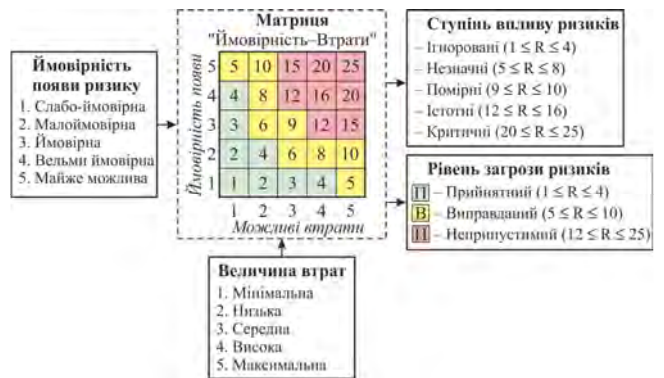 Ймовірність
появи ризику
1. Слабо-ймовірна
2. Малоймовірна
3. Ймовірна
4. Вельми ймовірна
5. Майже можлива
Матриця
"Ймовірність–Втрати"
Ймовірність появи
5 5 10 15 20 25
4 4 8 12 16 20
3 3 6 9 12 15
2 2 4 6 8 10
1 1 2 3 4 5
1 2 3 4 5
Можливі втрати
Величина втрат
1. Мінімальна
2. Низька
3. Середна
4. Висока
5. Максимальна
Ступінь впливу ризиків
– Ігноровані (1 ≤ R ≤ 4)
– Незначні (5 ≤ R ≤ 8)
– Помірні (9 ≤ R ≤ 10)
– Істотні (12 ≤ R ≤ 16)
– Критичні (20 ≤ R ≤ 25)
Рівень загрози ризиків
П – Прийнятний (1 ≤ R ≤ 4)
В – Виправданий (5 ≤ R ≤ 10)
Н – Неприпустимий (12 ≤ R ≤ 25)